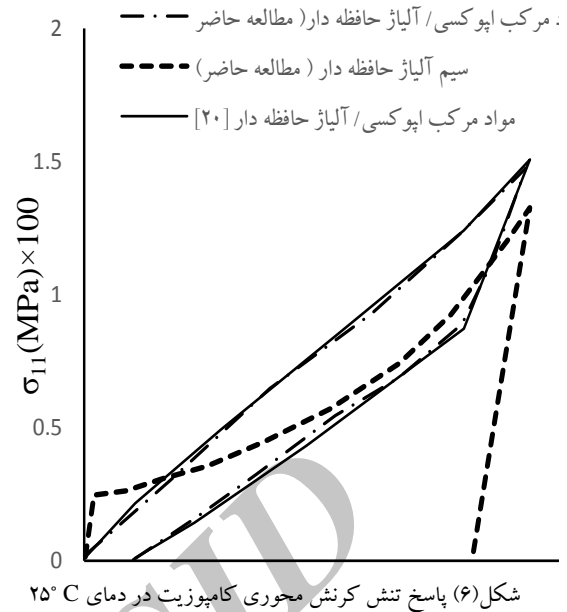 مرکب اپوکسی/ آلیاژ حافظه دار( مطالعه حاضر
سیم آلیاژ حافظه دار ( مطالعه حاضر)
مواد مرکب اپوکسی/ آلیاژ حافظه دار [۲۰]
2
1.5
1
0.5
0
σ11(MPa)×100
SID
شکل(۶) پاسخ تنش کرنش محوری کامپوزیت در دمای ۲۵° C